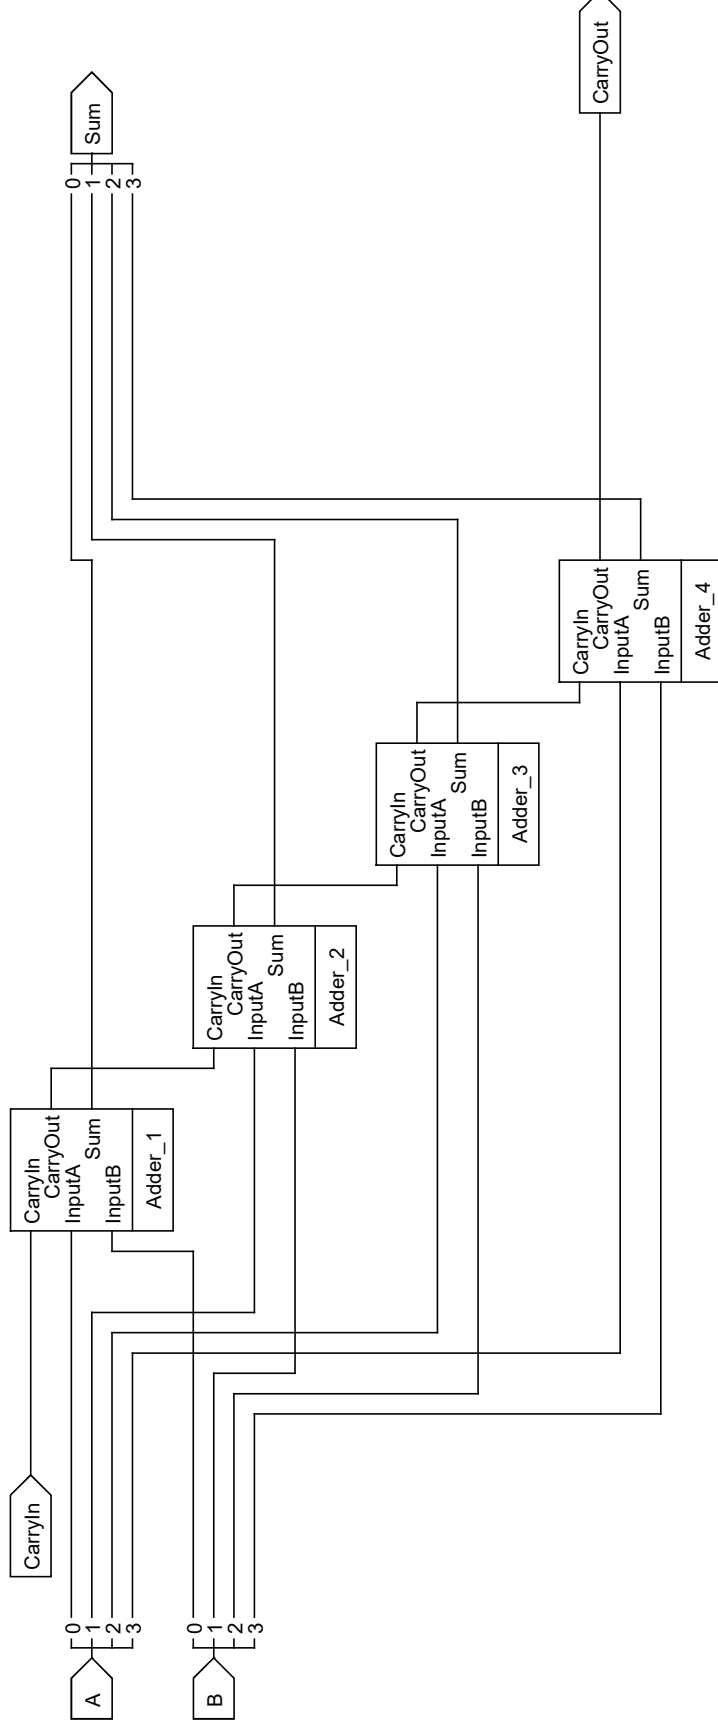 A
0
1
2
3
B
0
1
2
3
CarryIn
CarryIn
CarryOut
InputA
Sum
InputB
Adder_1
CarryIn
CarryOut
InputA
Sum
InputB
Adder_2
CarryIn
CarryOut
InputA
Sum
InputB
Adder_3
CarryIn
CarryOut
InputA
Sum
InputB
Adder_4
0
1
2
3
Sum
CarryOut